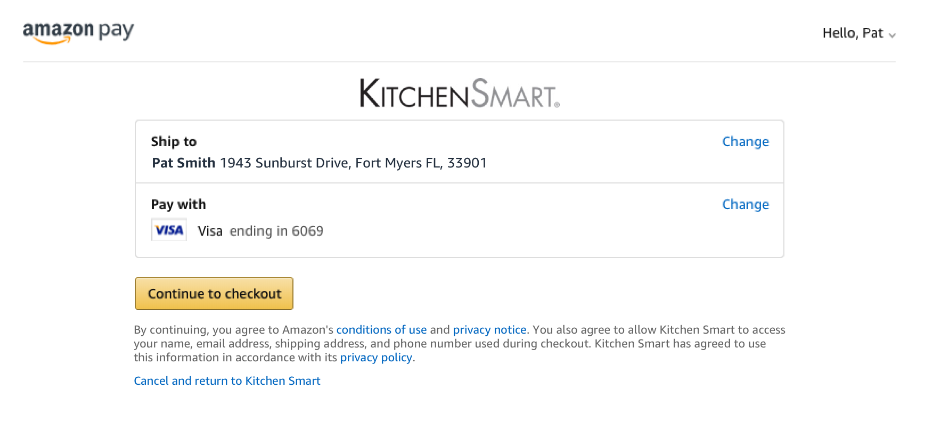 amazon pay
Hello, Pat
KITCHENSMART®
Ship to
Change
Pat Smith 1943 Sunburst Drive, Fort Myers FL, 33901
Pay with
Change
VISA Visa ending in 6069
Continue to checkout
By continuing, you agree to Amazon's conditions of use and privacy notice. You also agree to allow Kitchen Smart to access
your name, email address, shipping address, and phone number used during checkout. Kitchen Smart has agreed to use
this information in accordance with its privacy policy.
Cancel and return to Kitchen Smart